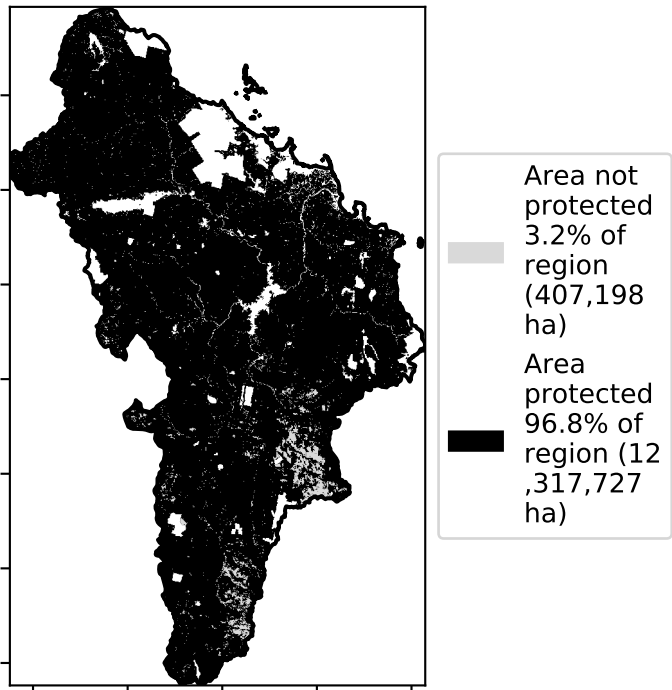 Area not
protected
3.2% of
region
(407,198
ha)
Area
protected
96.8% of
region (12
,317,727
ha)